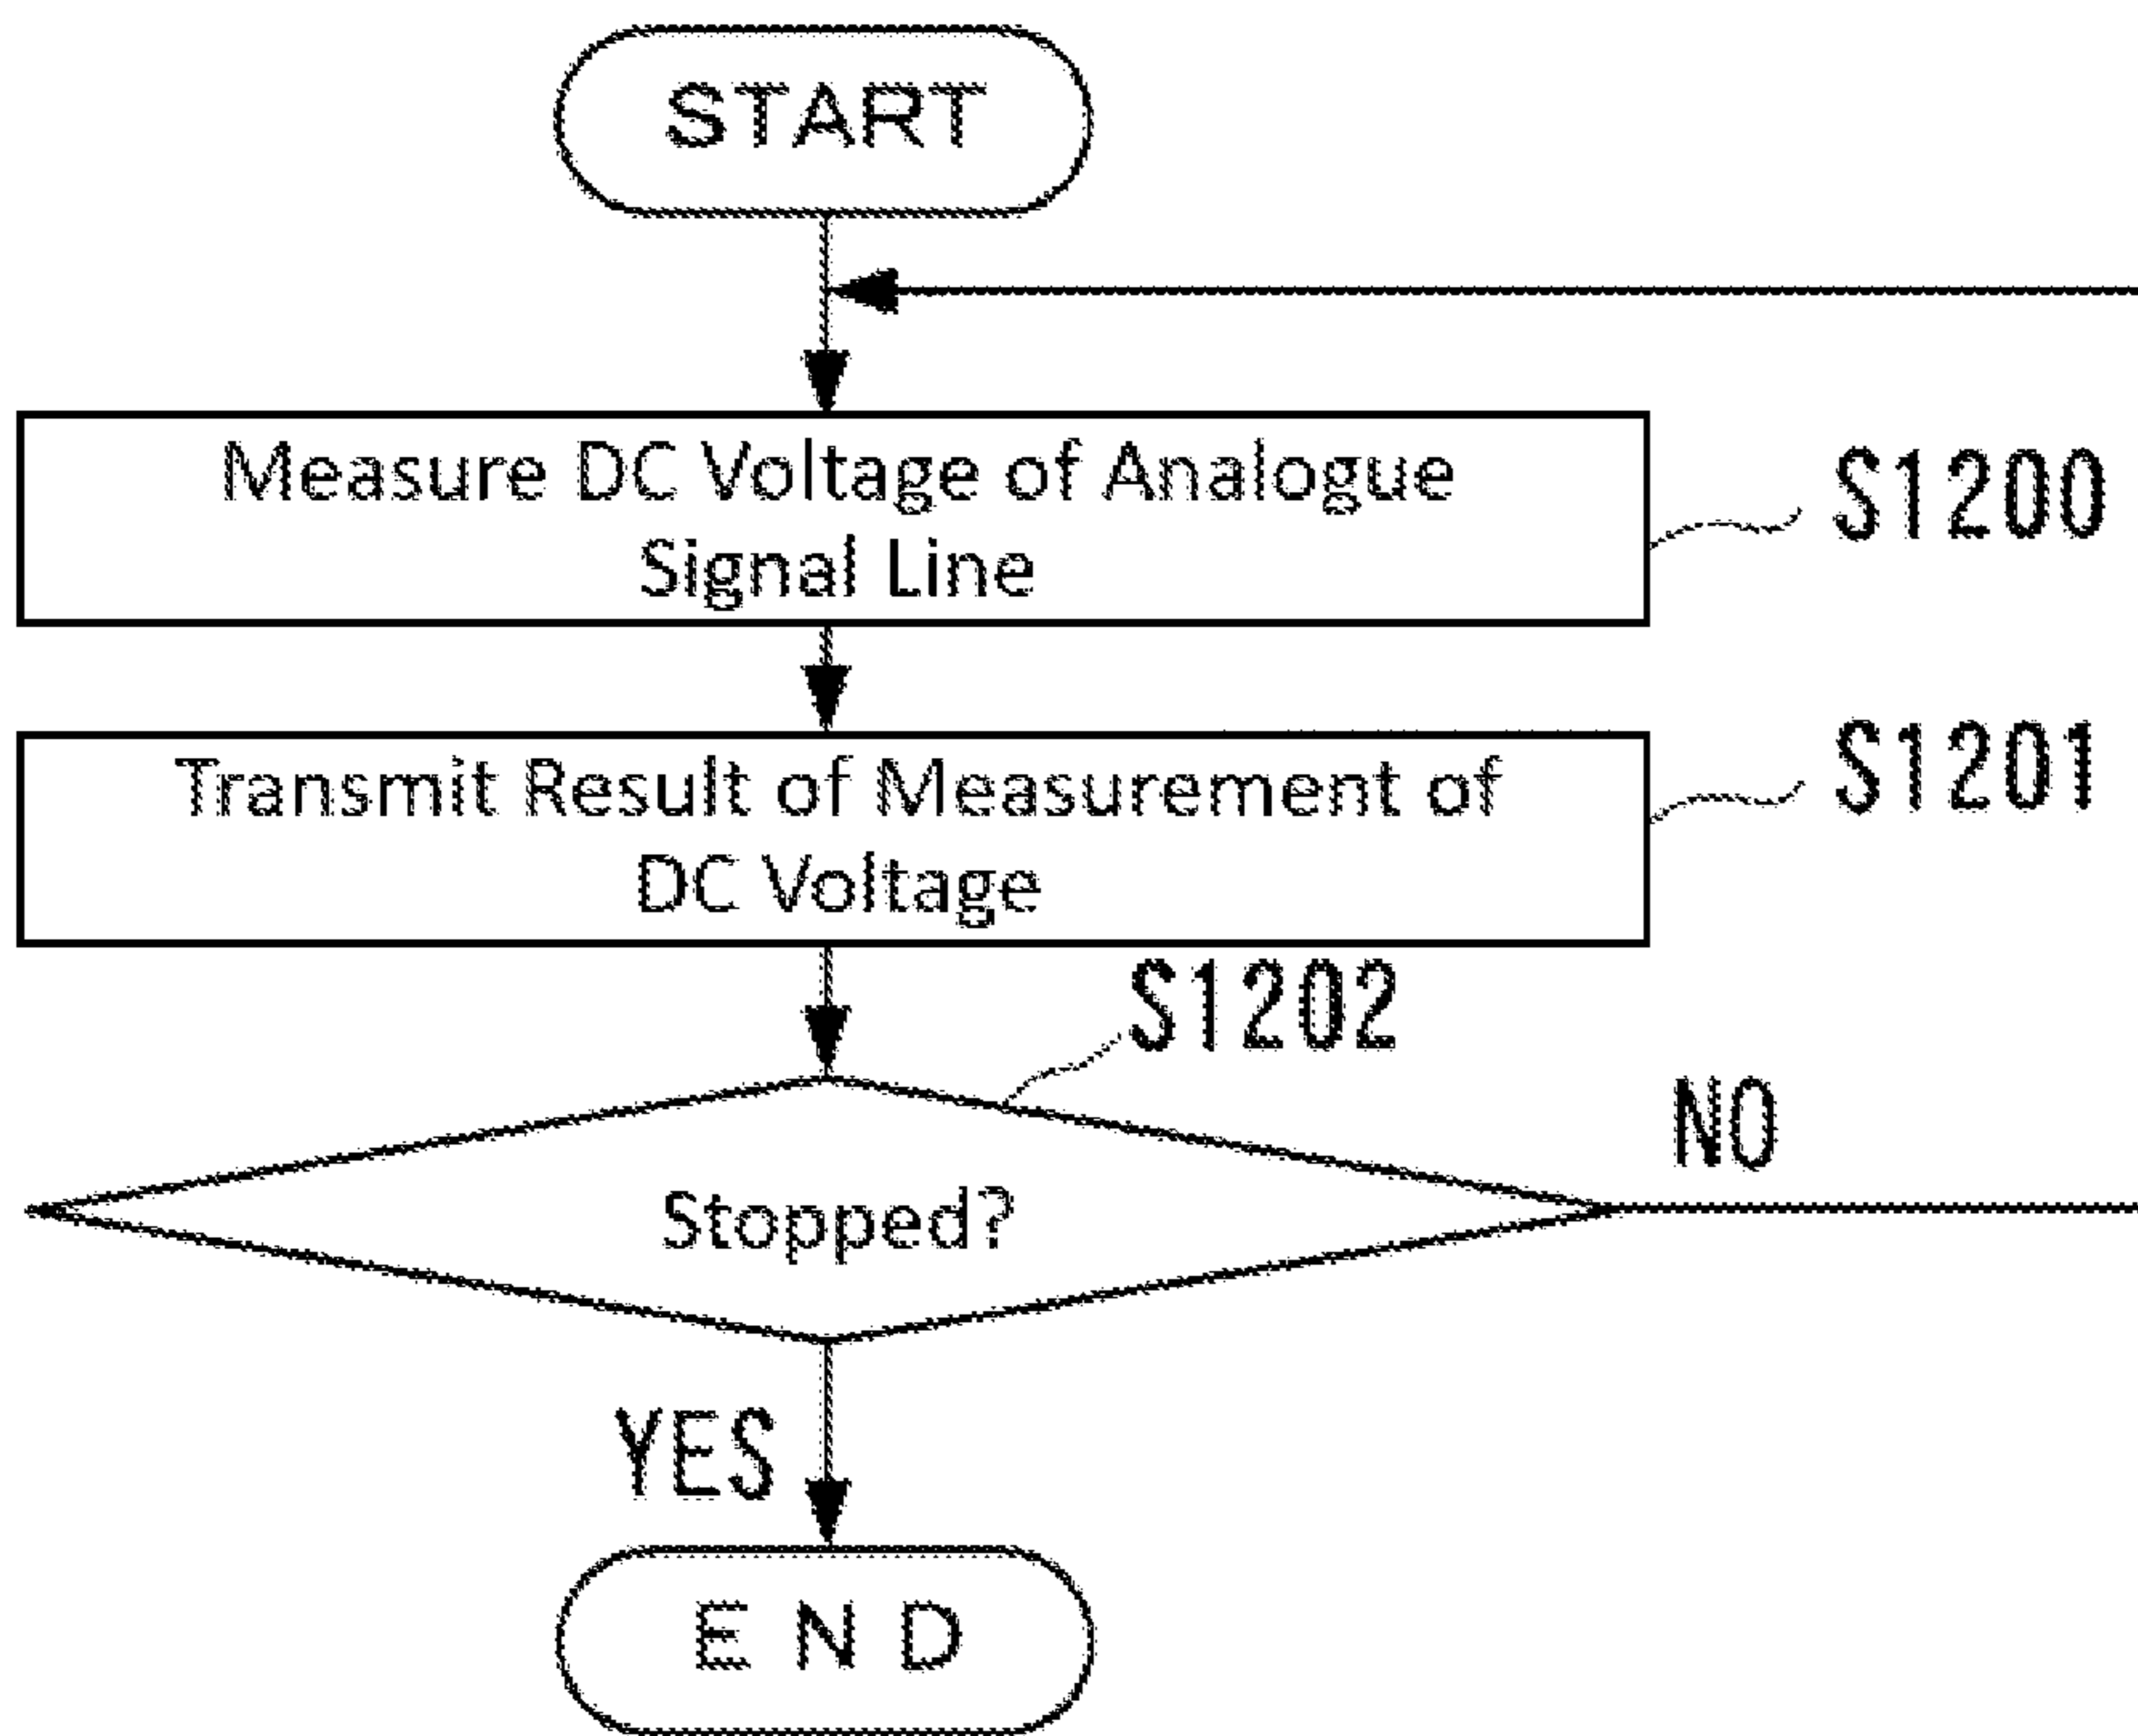 START
Measure DC Voltage of Analogue
Signal Line
S1200
Transmit Result of Measurement of
DC Voltage
S1201
S1202
Stopped?
NO
YES
END